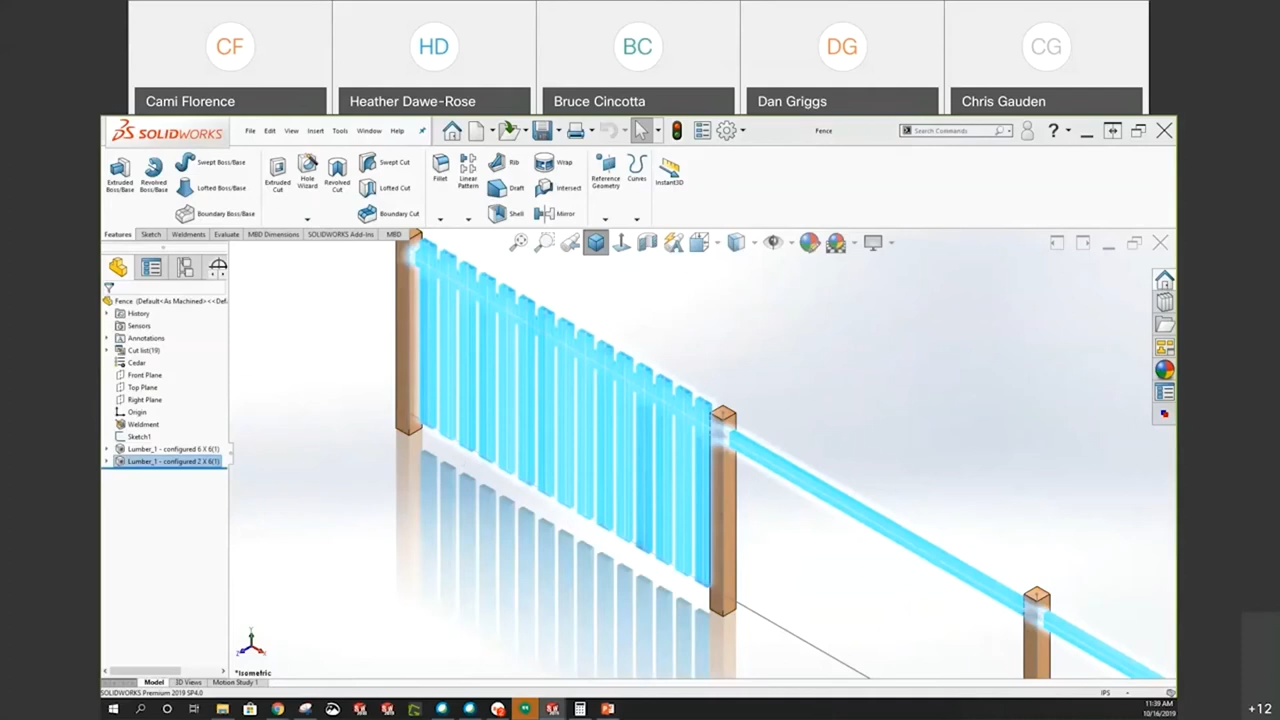 CF HD BC DG CG
Cami Florence Heather Dawe-Rose Bruce Cincotta Dan Griggs Chris Gauden
SOLIDWORKS File Edit View Insert Tools Window Help Fence Search Commands ?
Extruded Boss/Base
Revolved Boss/Base
Swept Boss/Base
Lofted Boss/Base
Boundary Boss/Base
Extruded Cut
Hole Wizard
Revolved Cut
Swept Cut
Lofted Cut
Boundary Cut
Fillet
Linear Pattern
Rib
Draft
Shell
Wrap
Intersect
Mirror
Reference Geometry
Curves
Instant3D
Features Sketch Weldments Evaluate MBD Dimensions SOLIDWORKS Add-Ins MBD
Fence (Default<As Machined><<Def
History
Sensors
Annotations
Cut list(19)
Cedar
Front Plane
Top Plane
Right Plane
Origin
Weldment
Sketch1
Lumber_1 - configured 6 X 6(1)
Lumber_1 - configured 2 X 6(1)
*Isometric
Model 3D Views Motion Study 1
SOLIDWORKS Premium 2019 SP4.0 IPS
11:39 AM
10/16/2019
+12